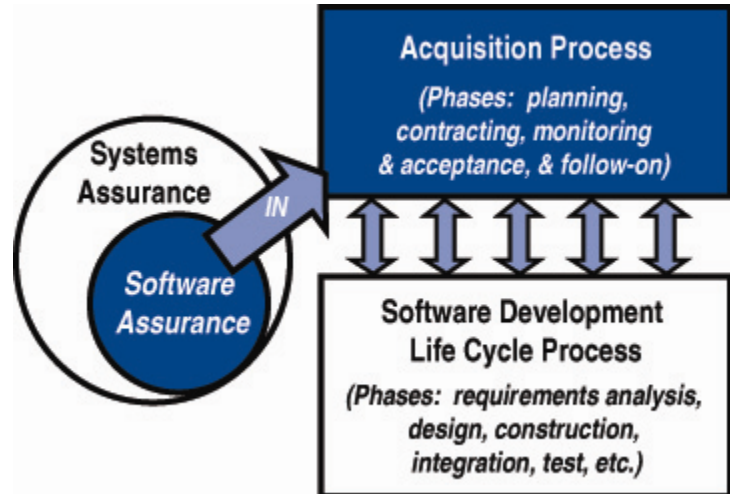 Systems
Assurance
Software
Assurance
IN
Acquisition Process
(Phases: planning,
contracting, monitoring
& acceptance, & follow-on)
Software Development
Life Cycle Process
(Phases: requirements analysis,
design, construction,
integration, test, etc.)